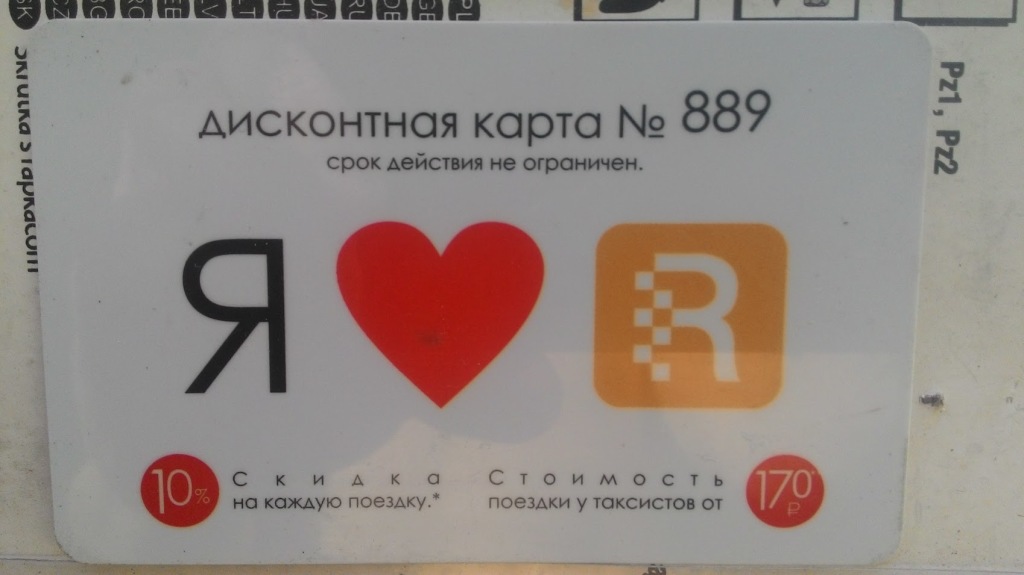 дисконтная карта № 889
срок действия не ограничен.
Я R
10% Скидка
на каждую поездку.*
Стоимость
поездки у таксистов от 170* ₽
Pz1, Pz2